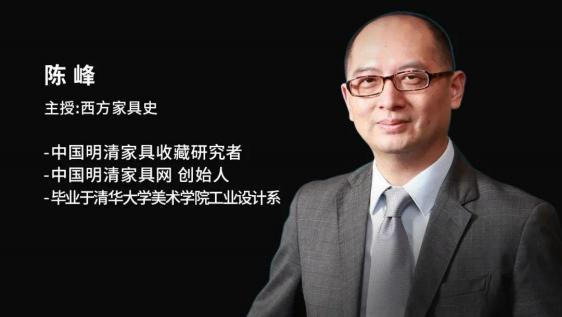 陈 峰
主授:西方家具史
-中国明清家具收藏研究者
-中国明清家具网 创始人
-毕业于清华大学美术学院工业设计系